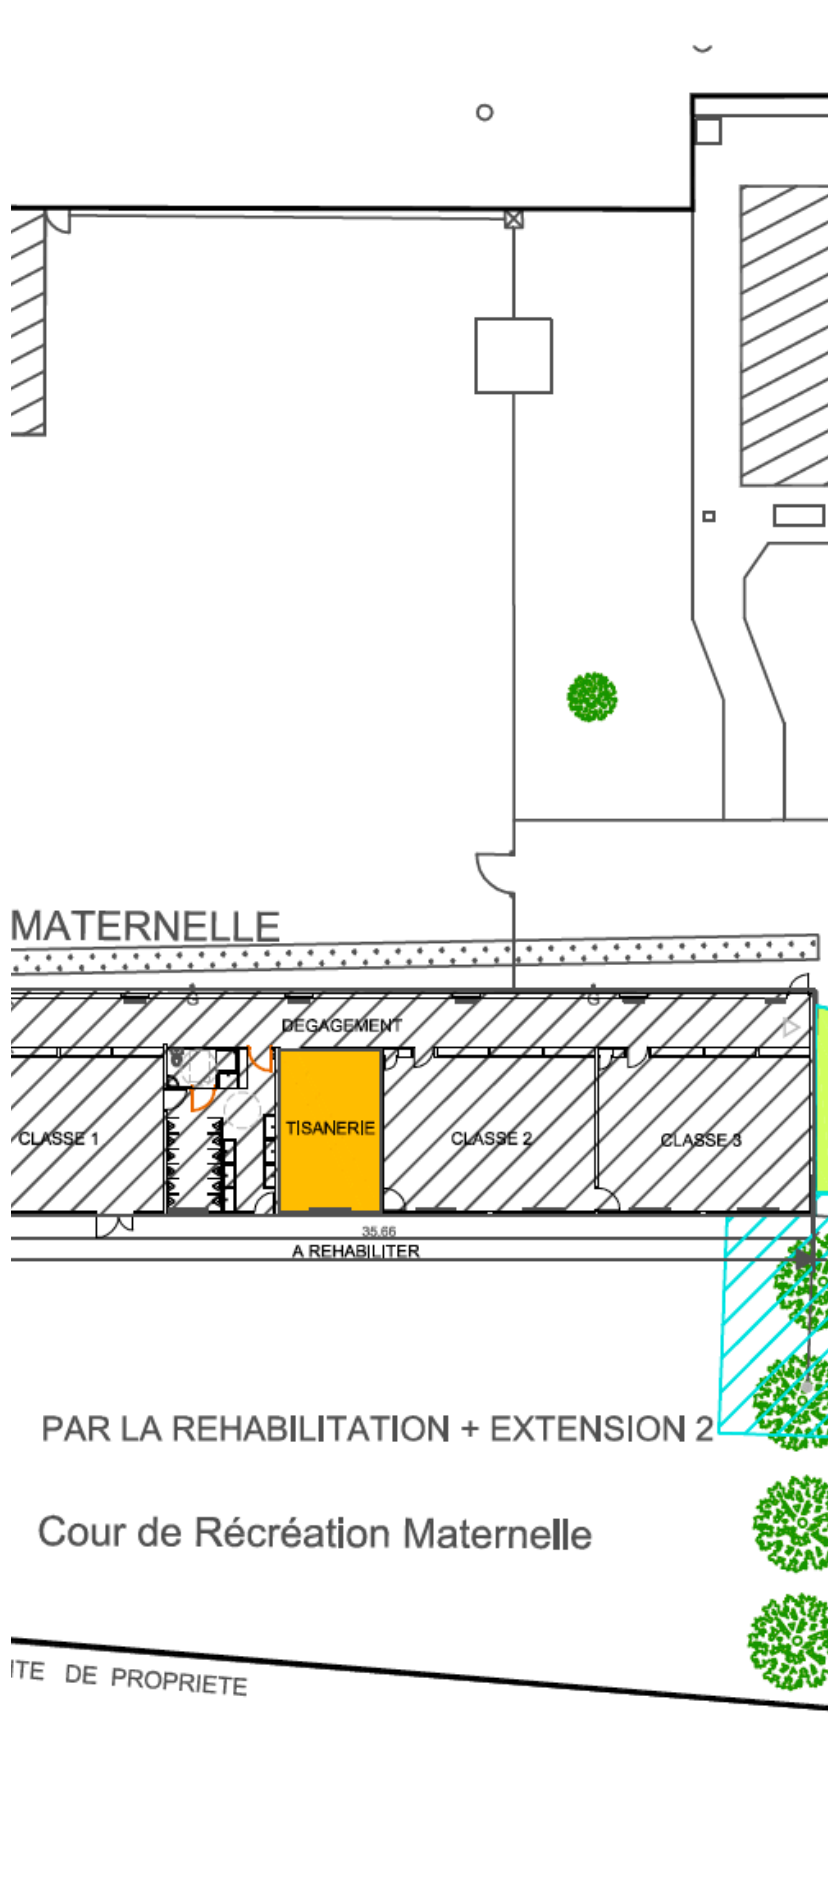 MATERNELLE
G
G
DEGAGEMENT
TISANERIE
CLASSE 1
CLASSE 2
CLASSE 3
35.66
A REHABILITER
PAR LA REHABILITATION + EXTENSION 2
Cour de Récréation Maternelle
ITE DE PROPRIETE